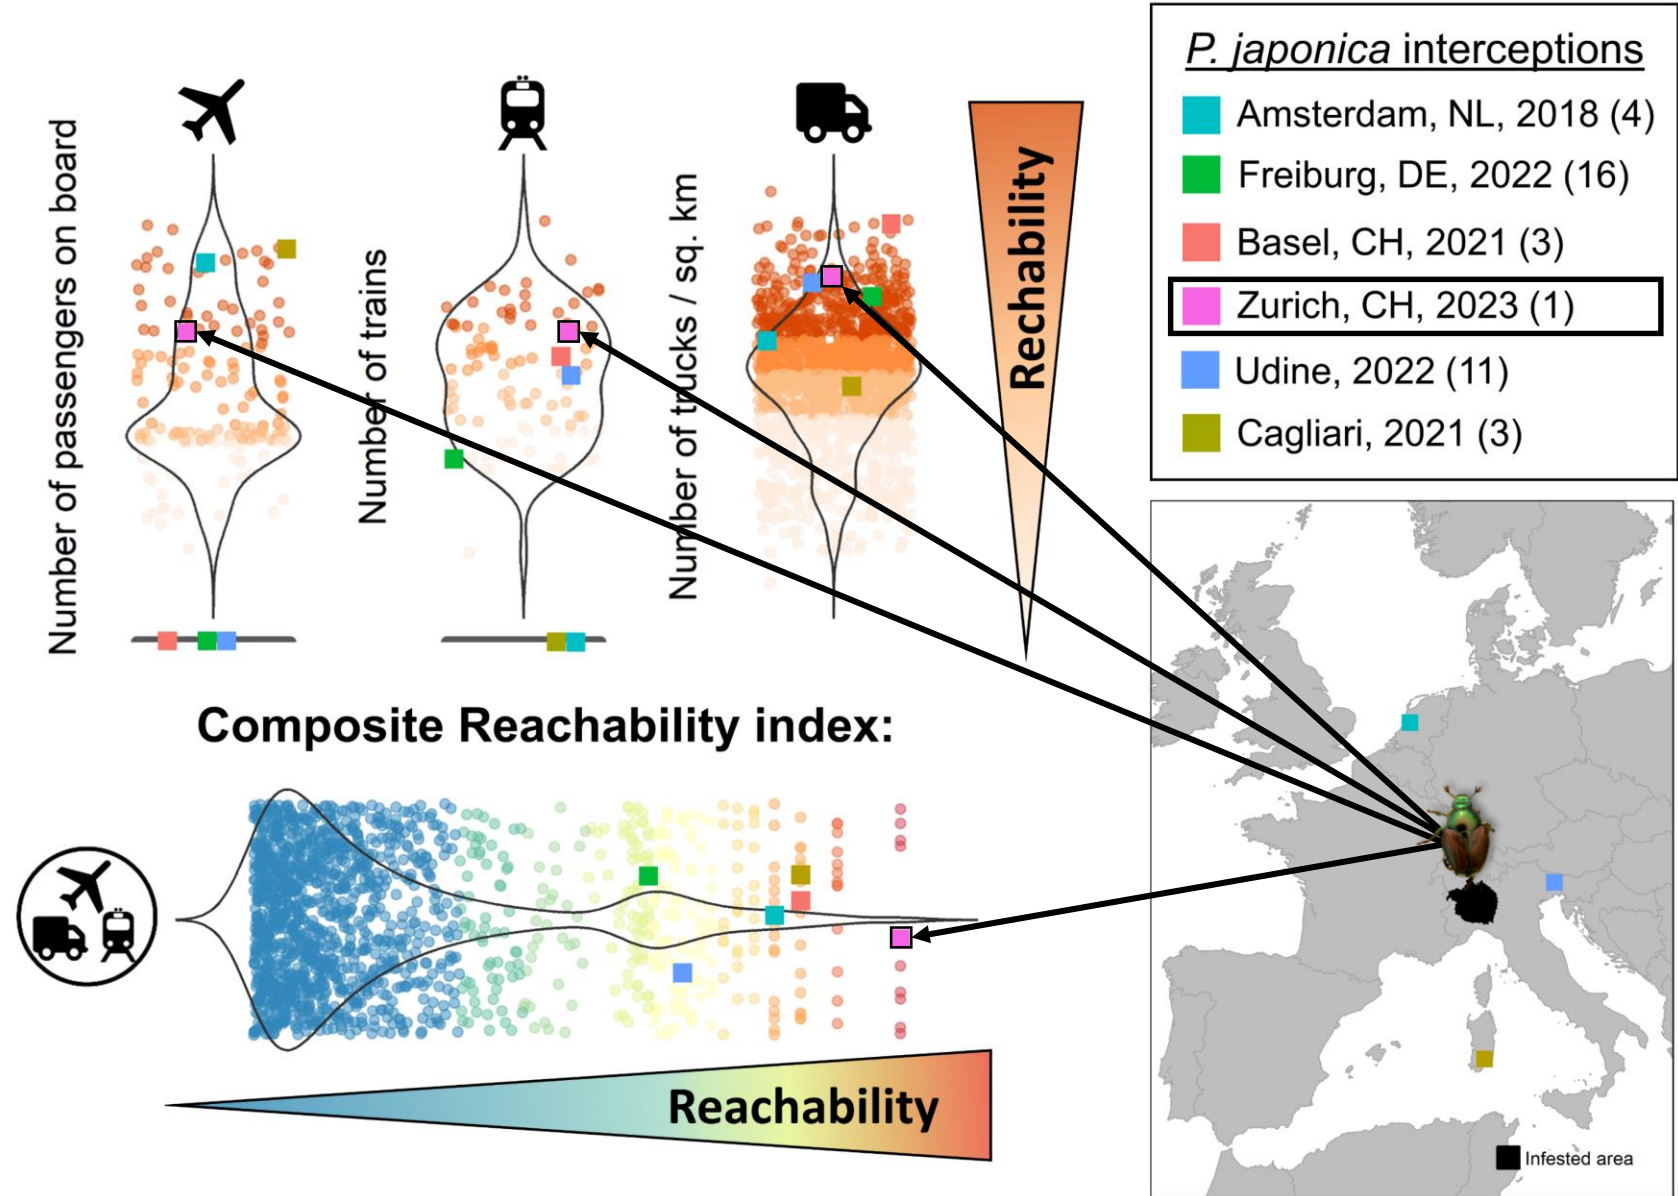 Number of passengers on board
Number of trains
Number of trucks / sq. km
Rechability
P. japonica interceptions
Amsterdam, NL, 2018 (4)
Freiburg, DE, 2022 (16)
Basel, CH, 2021 (3)
Zurich, CH, 2023 (1)
Udine, 2022 (11)
Cagliari, 2021 (3)
Composite Reachability index:
Reachability
Infested area